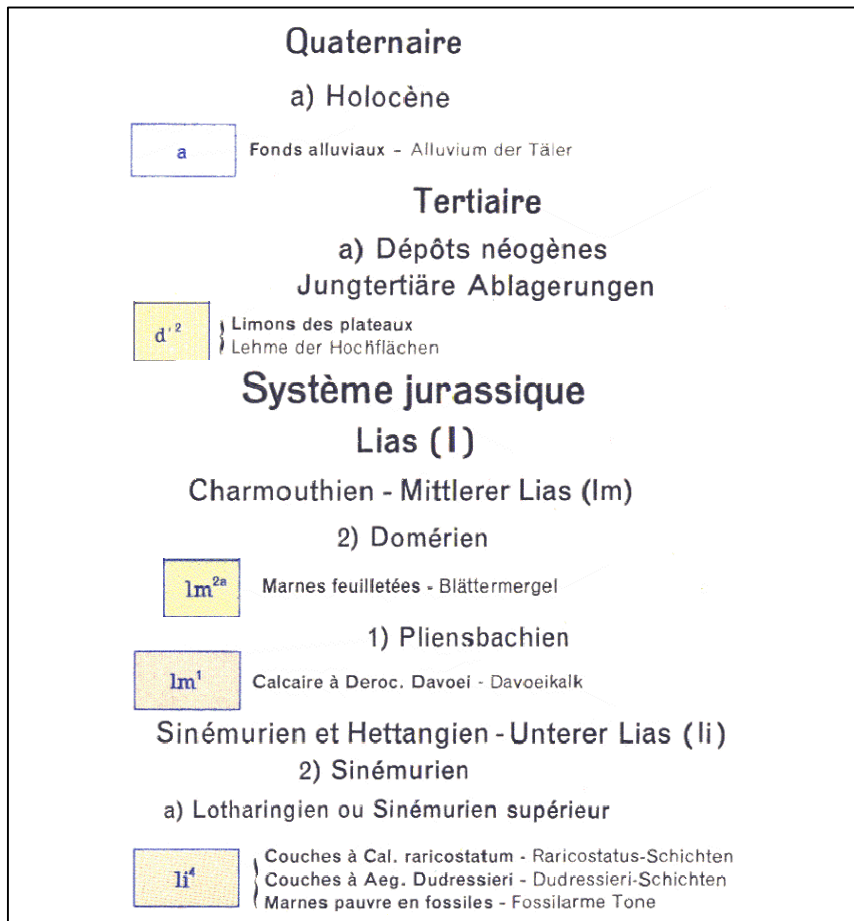 Quaternaire
a) Holocène
a Fonds alluviaux - Alluvium der Täler
Tertiaire
a) Dépôts néogènes
Jungtertiäre Ablagerungen
d'² Limons des plateaux
Lehme der Hochflächen
Système jurassique
Lias (l)
Charmouthien - Mittlerer Lias (lm)
2) Domérien
lm²ᵃ Marnes feuilletées - Blättermergel
1) Pliensbachien
lm¹ Calcaire à Deroc. Davoei - Davoeikalk
Sinémurien et Hettangien - Unterer Lias (li)
2) Sinémurien
a) Lotharingien ou Sinémurien supérieur
Couches à Cal. raricostatum - Raricostatus-Schichten
li⁴ Couches à Aeg. Dudressieri - Dudressieri-Schichten
Marnes pauvre en fossiles - Fossilarme Tone